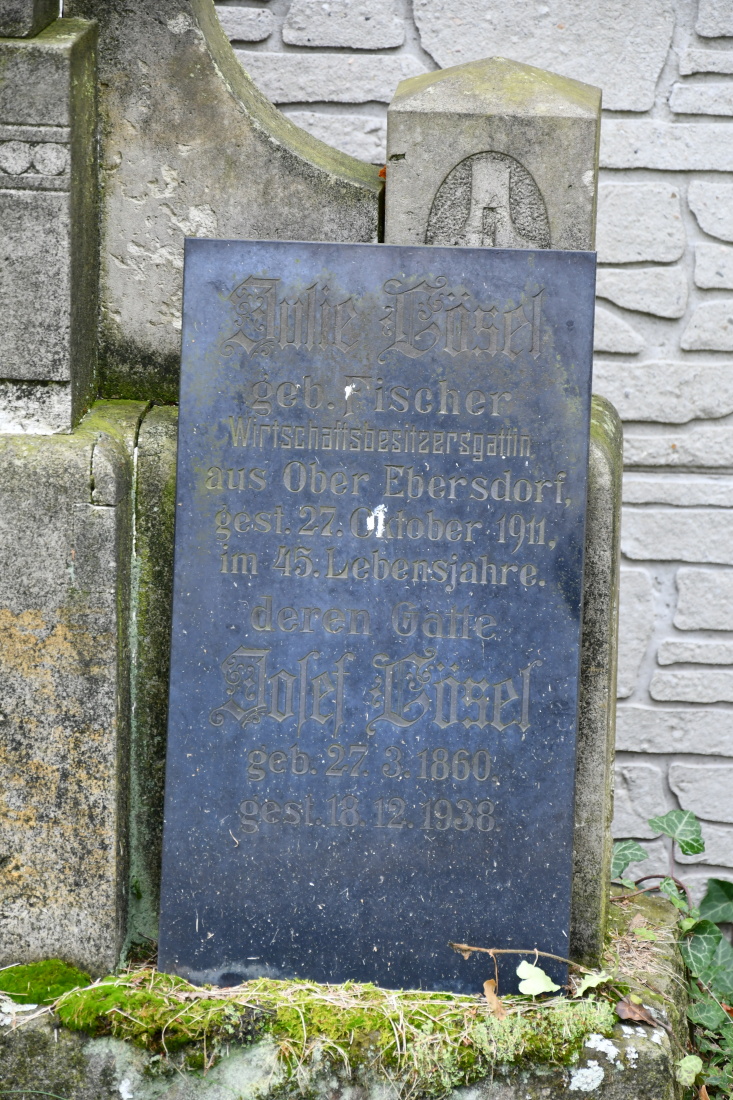 Julie Lösel
geb. Fischer
Wirtschaftsbesitzersgattin,
aus Ober Ebersdorf,
gest. 27. Oktober 1911,
im 45. Lebensjahre.
deren Gatte
Josef Lösel
geb. 27. 3. 1860.
gest. 18. 12. 1938.